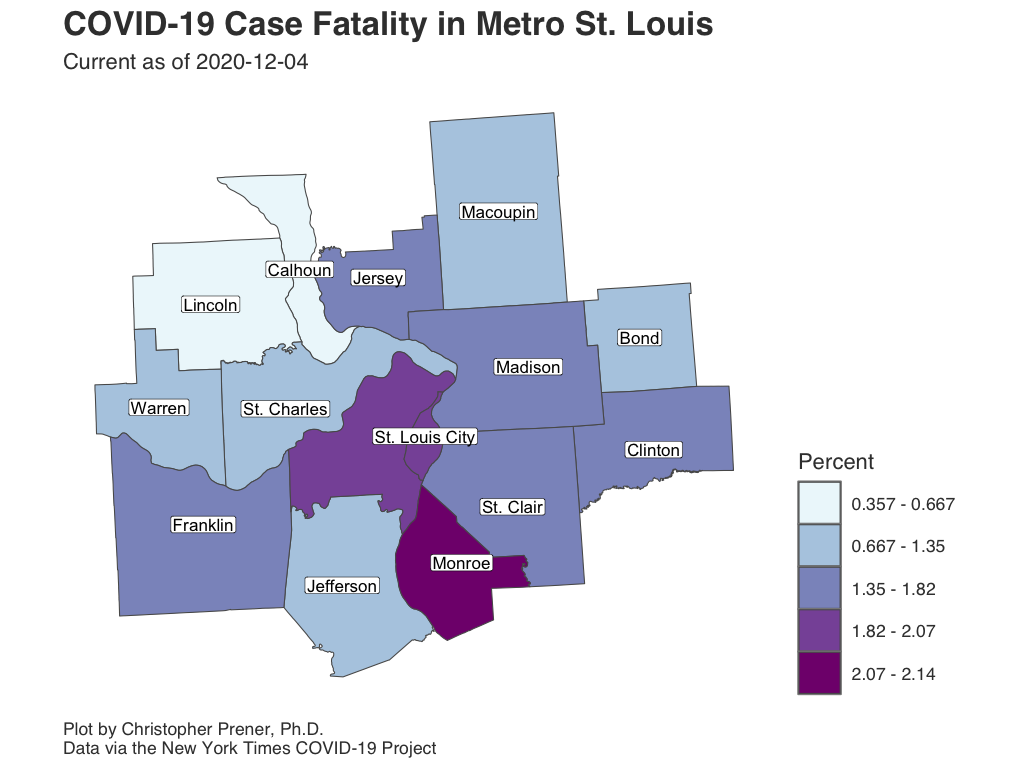 COVID-19 Case Fatality in Metro St. Louis
Current as of 2020-12-04
Macoupin
Calhoun
Jersey
Lincoln
Bond
Madison
Warren
St. Charles
St. Louis City
Clinton
Franklin
St. Clair
Monroe
Jefferson
Percent
0.357 - 0.667
0.667 - 1.35
1.35 - 1.82
1.82 - 2.07
2.07 - 2.14
Plot by Christopher Prener, Ph.D.
Data via the New York Times COVID-19 Project